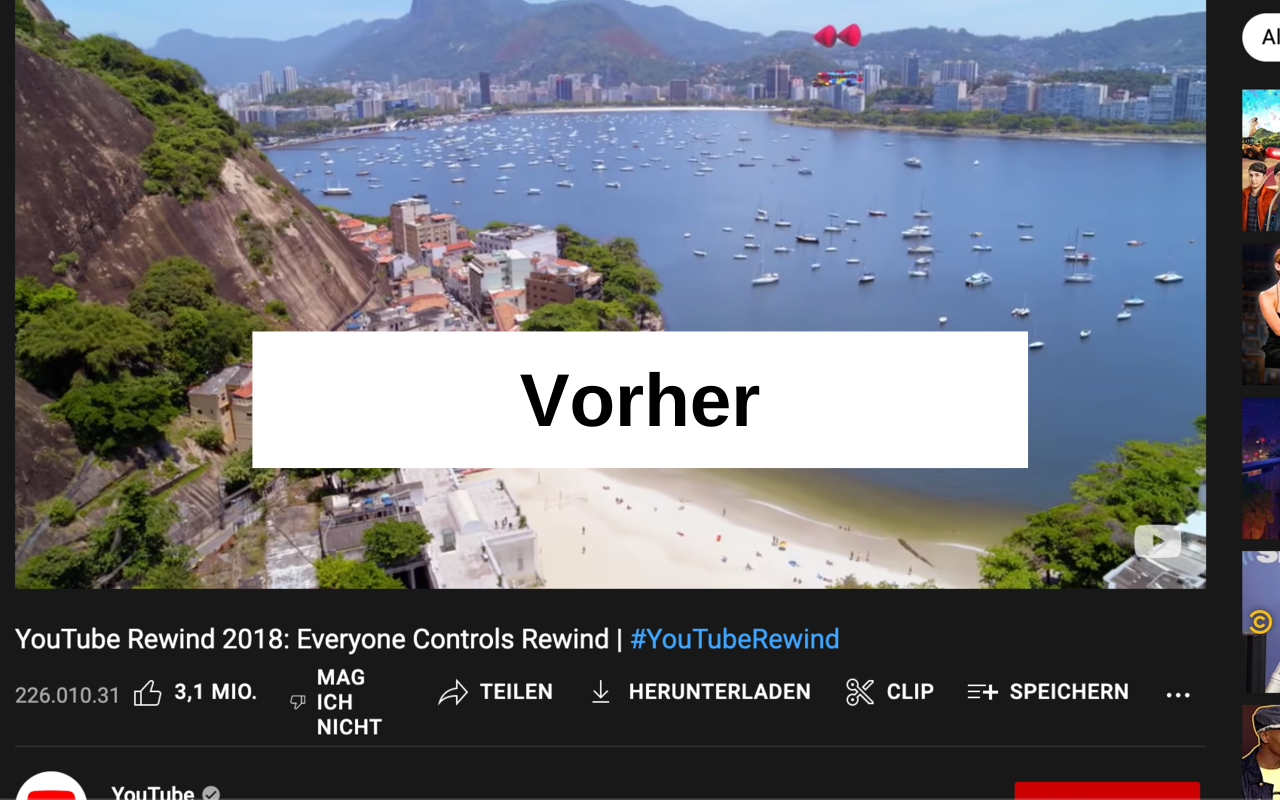 Vorher
YouTube Rewind 2018: Everyone Controls Rewind | #YouTubeRewind
226.010.31
3,1 MIO.
MAG
ICH
NICHT
TEILEN
HERUNTERLADEN
CLIP
SPEICHERN
YouTube